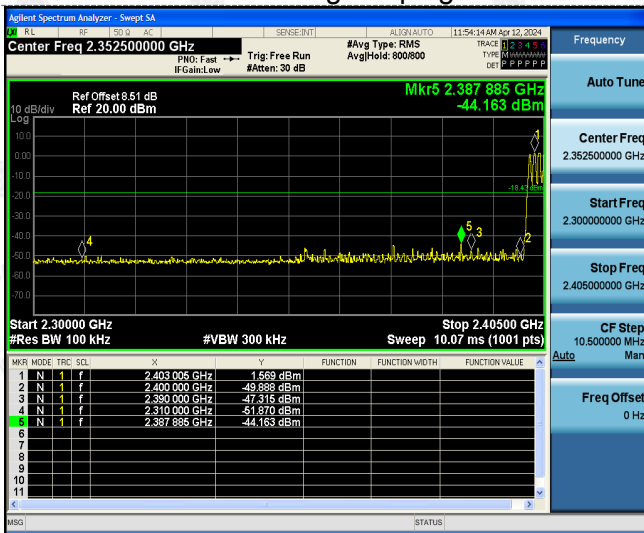 Agilent Spectrum Analyzer - Swept SA
LXI RL RF 50 Ω AC SENSE:INT ALIGN AUTO 11:54:14 AM Apr 12, 2024
Center Freq 2.352500000 GHz #Avg Type: RMS TRACE 1 2 3 4 5 6
PNO: Fast Trig: Free Run Avg|Hold: 800/800 TYPE M
IFGain:Low #Atten: 30 dB DET P P P P P P
Mkr5 2.387 885 GHz
Ref Offset 8.51 dB
10 dB/div Ref 20.00 dBm -44.163 dBm
Log
10.0
0.00
-10.0
-18.43 dBm
-20.0
-30.0
-40.0
-50.0
-60.0
-70.0
1
2
3
4
5
Start 2.30000 GHz Stop 2.40500 GHz
#Res BW 100 kHz #VBW 300 kHz Sweep 10.07 ms (1001 pts)
MKR MODE TRC SCL X Y FUNCTION FUNCTION WIDTH FUNCTION VALUE
1 N 1 f 2.403 005 GHz 1.569 dBm
2 N 1 f 2.400 000 GHz -49.888 dBm
3 N 1 f 2.390 000 GHz -47.315 dBm
4 N 1 f 2.310 000 GHz -51.870 dBm
5 N 1 f 2.387 885 GHz -44.163 dBm
6
7
8
9
10
11
MSG STATUS
Frequency
Auto Tune
Center Freq
2.352500000 GHz
Start Freq
2.300000000 GHz
Stop Freq
2.405000000 GHz
CF Step
10.500000 MHz
Auto Man
Freq Offset
0 Hz